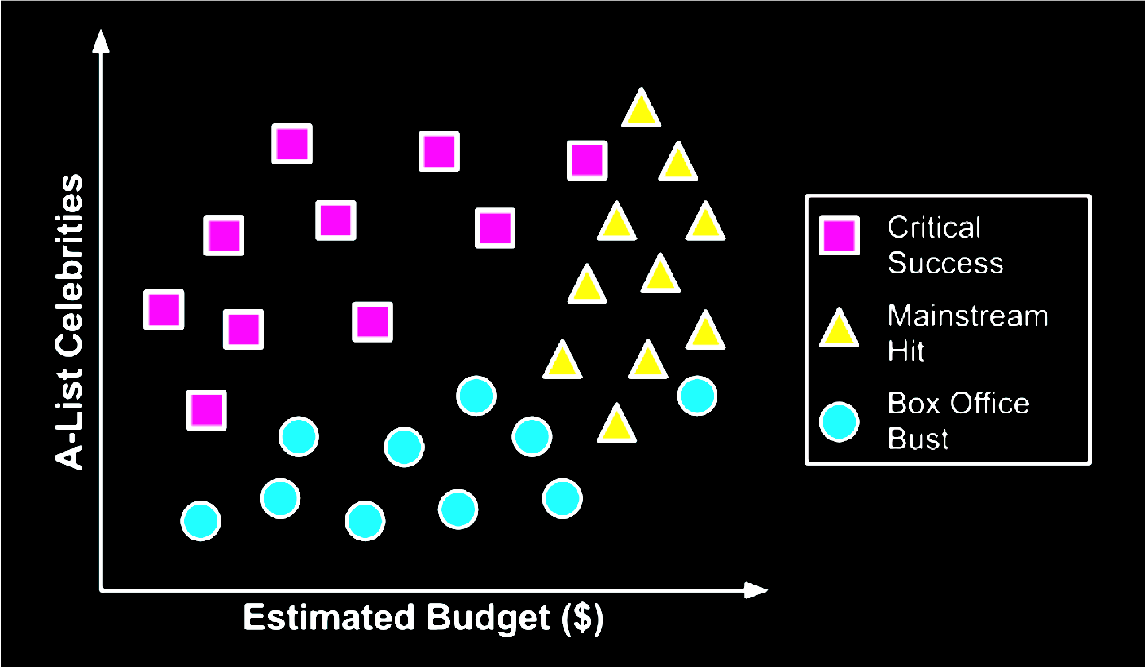 A-List Celebrities
Estimated Budget ($)
Critical
Success
Mainstream
Hit
Box Office
Bust